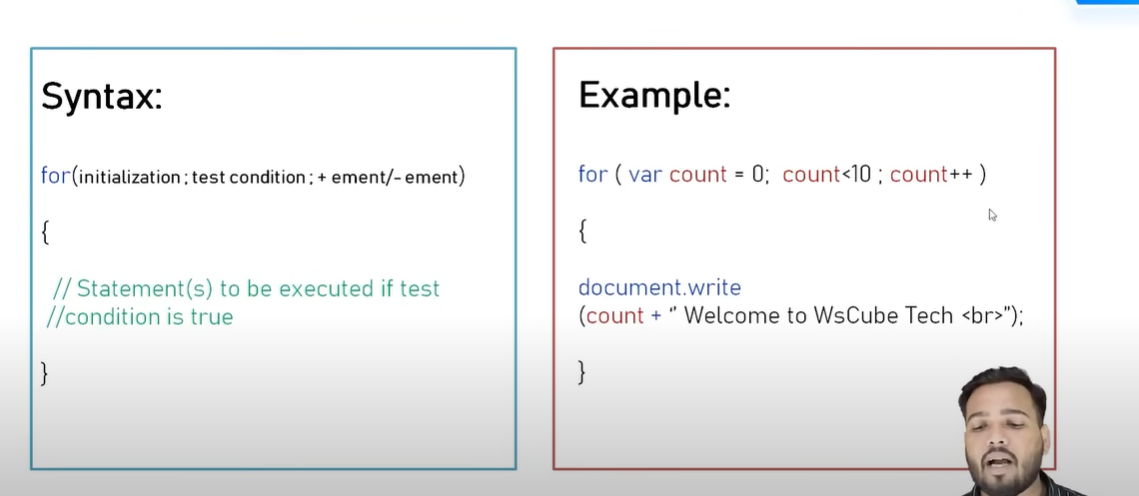 Syntax:
for(initialization ; test condition ; + ement/- ement)
{
// Statement(s) to be executed if test
//condition is true
}
Example:
for ( var count = 0; count<10 ; count++ )
{
document.write
(count + “ Welcome to WsCube Tech <br>”);
}